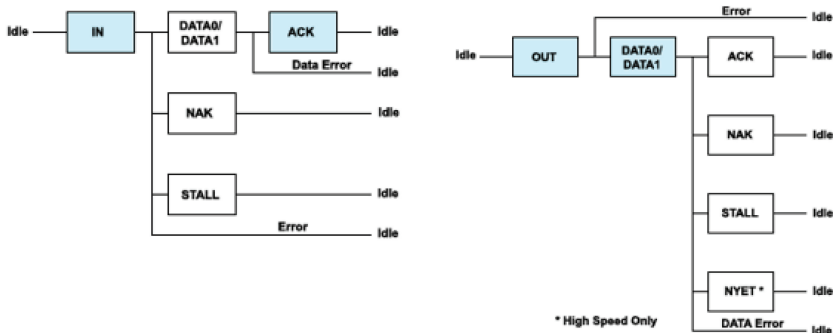 Idle
IN
DATA0/
DATA1
ACK
Idle
Data Error
Idle
NAK
Idle
STALL
Idle
Error
Idle
Error
Idle
Idle
OUT
DATA0/
DATA1
ACK
Idle
NAK
Idle
STALL
Idle
NYET *
Idle
* High Speed Only
DATA Error
Idle